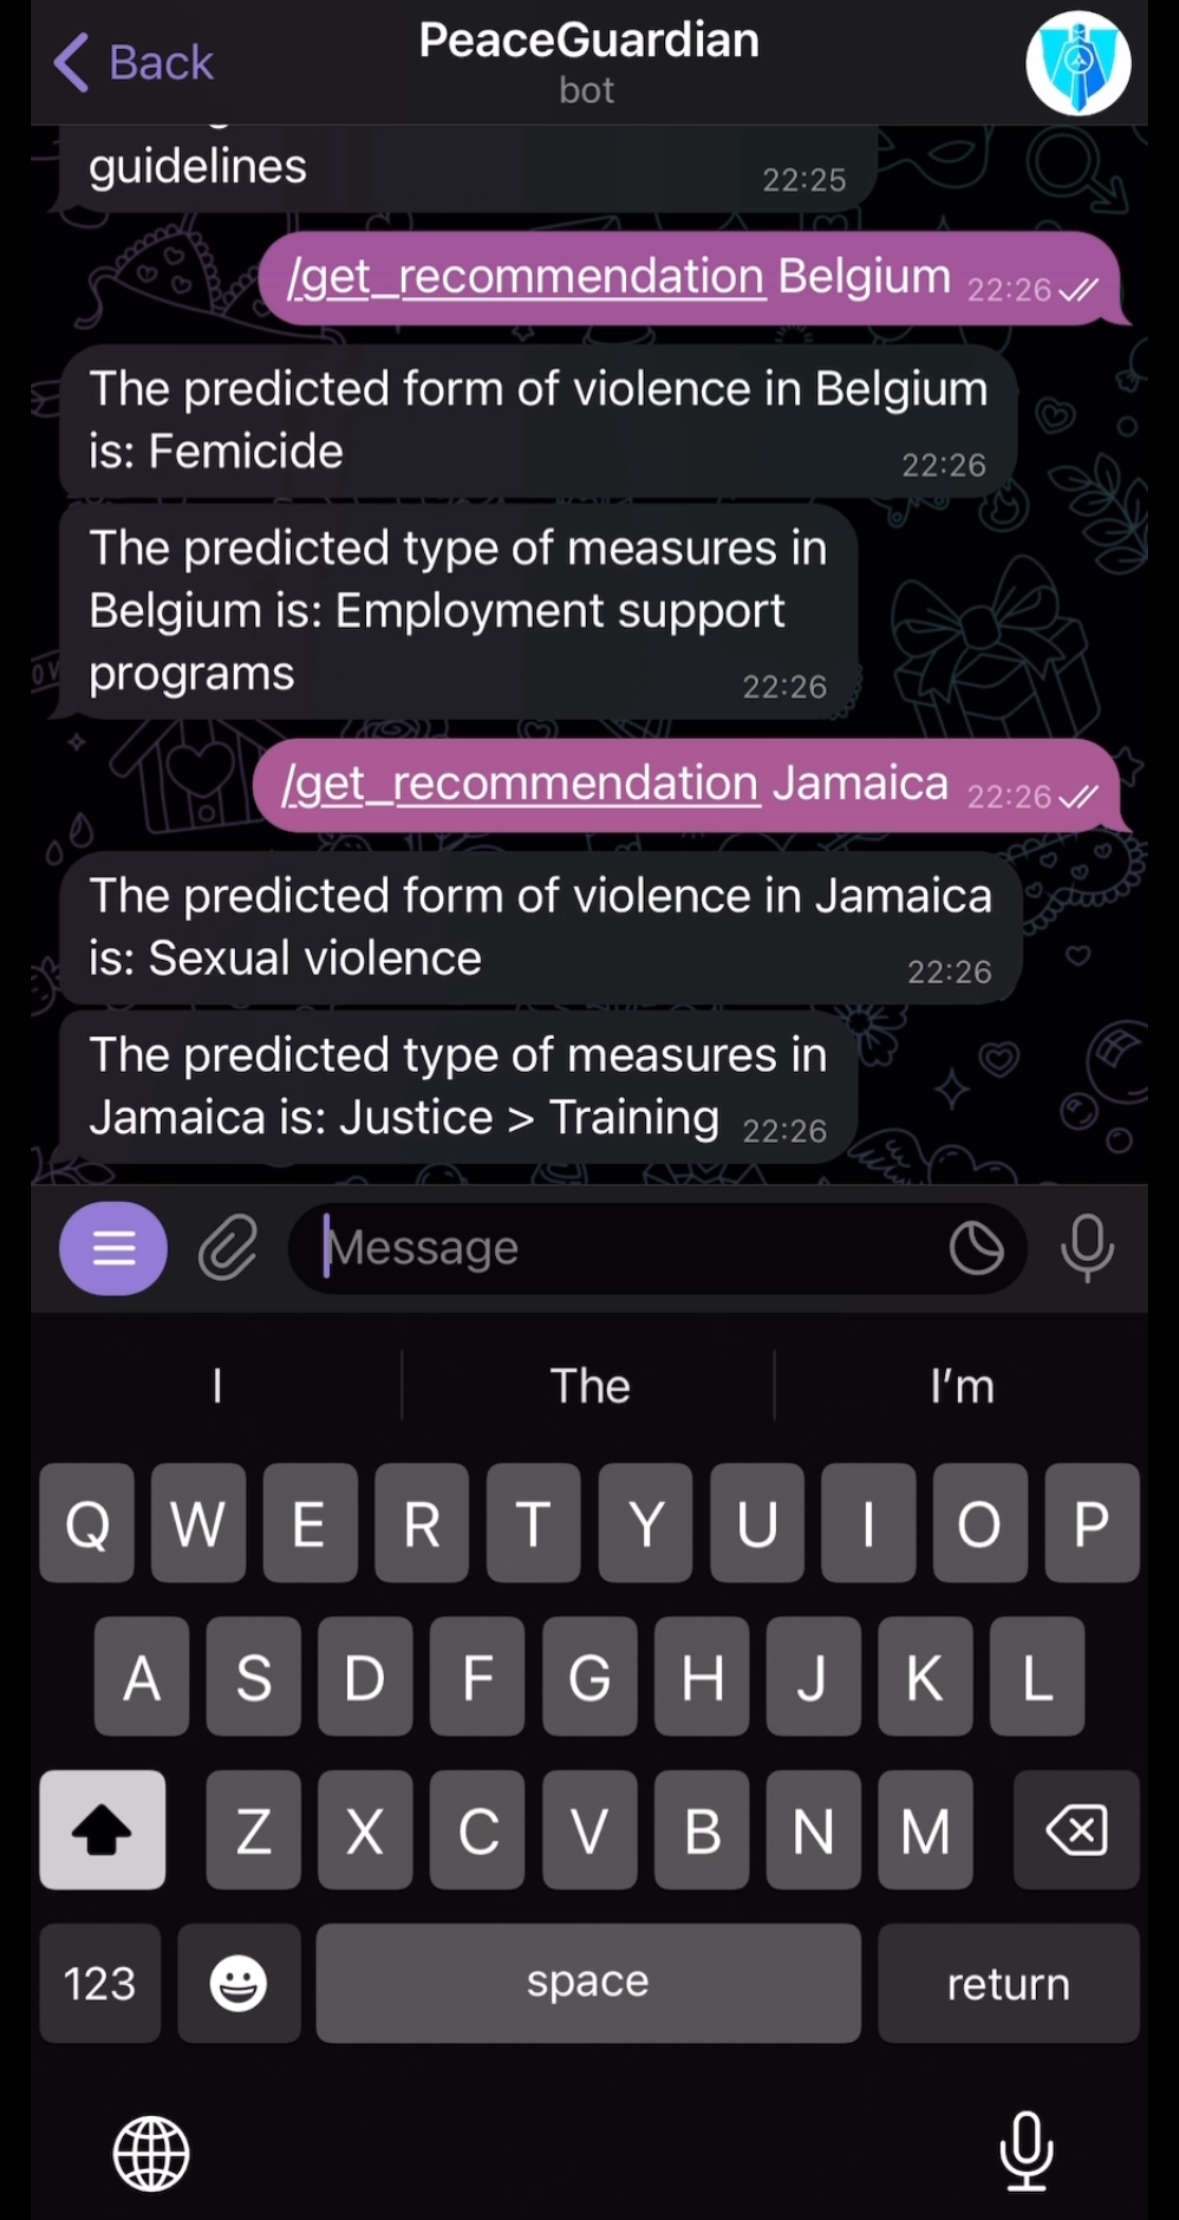 Back
PeaceGuardian
bot
guidelines
22:25
/get_recommendation Belgium 22:26
The predicted form of violence in Belgium
is: Femicide
22:26
The predicted type of measures in
Belgium is: Employment support
programs
22:26
/get_recommendation Jamaica 22:26
The predicted form of violence in Jamaica
is: Sexual violence
22:26
The predicted type of measures in
Jamaica is: Justice > Training 22:26
Message
I The I'm
Q W E R T Y U I O P
A S D F G H J K L
Z X C V B N M
123 space return